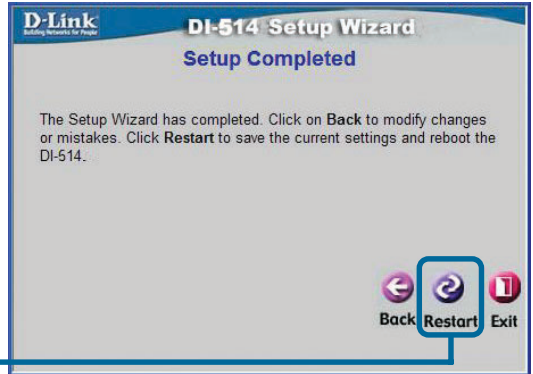 D-Link
Building Networks for People
DI-514 Setup Wizard
Setup Completed
The Setup Wizard has completed. Click on Back to modify changes
or mistakes. Click Restart to save the current settings and reboot the
DI-514.
Back Restart Exit